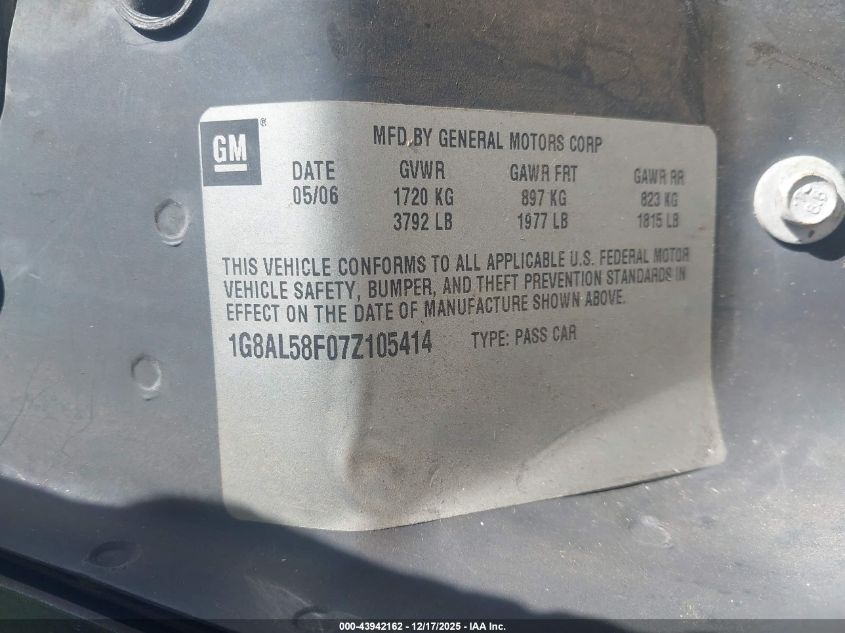 GM ®
MFD BY GENERAL MOTORS CORP
DATE GVWR GAWR FRT GAWR RR
05/06 1720 KG 897 KG 823 KG
3792 LB 1977 LB 1815 LB
THIS VEHICLE CONFORMS TO ALL APPLICABLE U.S. FEDERAL MOTOR
VEHICLE SAFETY, BUMPER, AND THEFT PREVENTION STANDARDS IN
EFFECT ON THE DATE OF MANUFACTURE SHOWN ABOVE.
1G8AL58F07Z105414 TYPE: PASS CAR
000-43942162 - 12/17/2025 - IAA Inc.